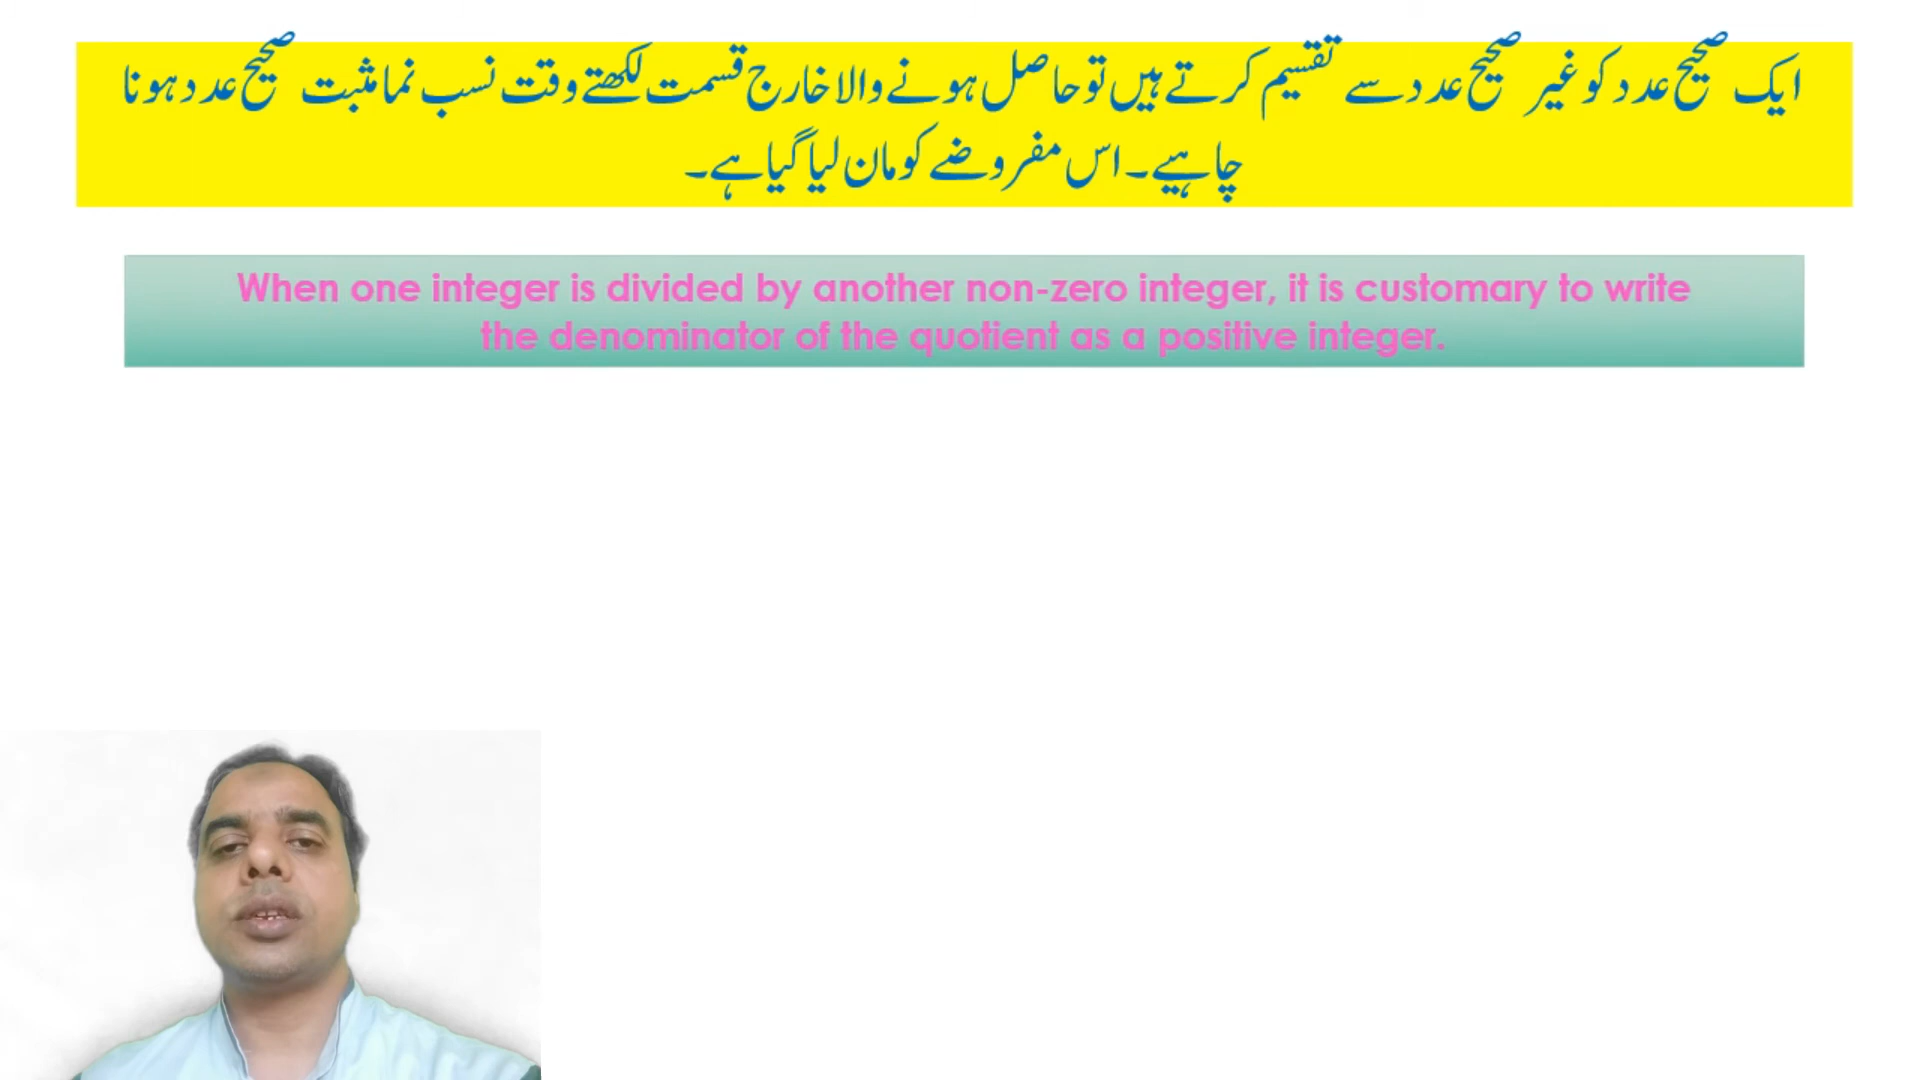 ایک صحیح عدد کو غیر صحیح عدد سے تقسیم کرتے ہیں تو حاصل ہونے والا خارج قسمت لکھتے وقت نسب نما مثبت صحیح عدد ہونا
چاہیے۔ اس مفروضے کو مان لیا گیا ہے۔
When one integer is divided by another non-zero integer, it is customary to write
the denominator of the quotient as a positive integer.